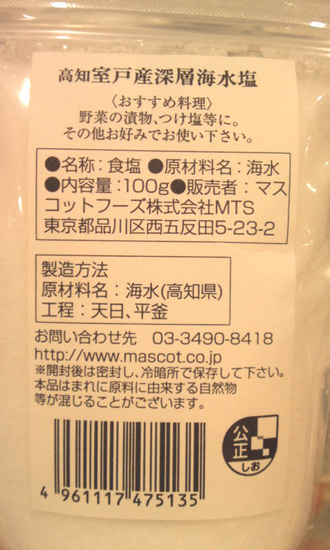 高知室戸産深層海水塩
〈おすすめ料理〉
野菜の漬物、つけ塩等に。
その他お好みでお使い下さい。
●名称：食塩 ●原材料名：海水
●内容量：100g●販売者：マス
コットフーズ株式会社MTS
東京都品川区西五反田5-23-2
製造方法
原材料名：海水(高知県)
工程：天日、平釜
お問い合わせ先 03-3490-8418
http://www.mascot.co.jp
※開封後は密封し、冷暗所で保存して下さい。
本品はまれに原料に由来する自然物
等が混じることがございます。
公正
しお
4 961117 475135